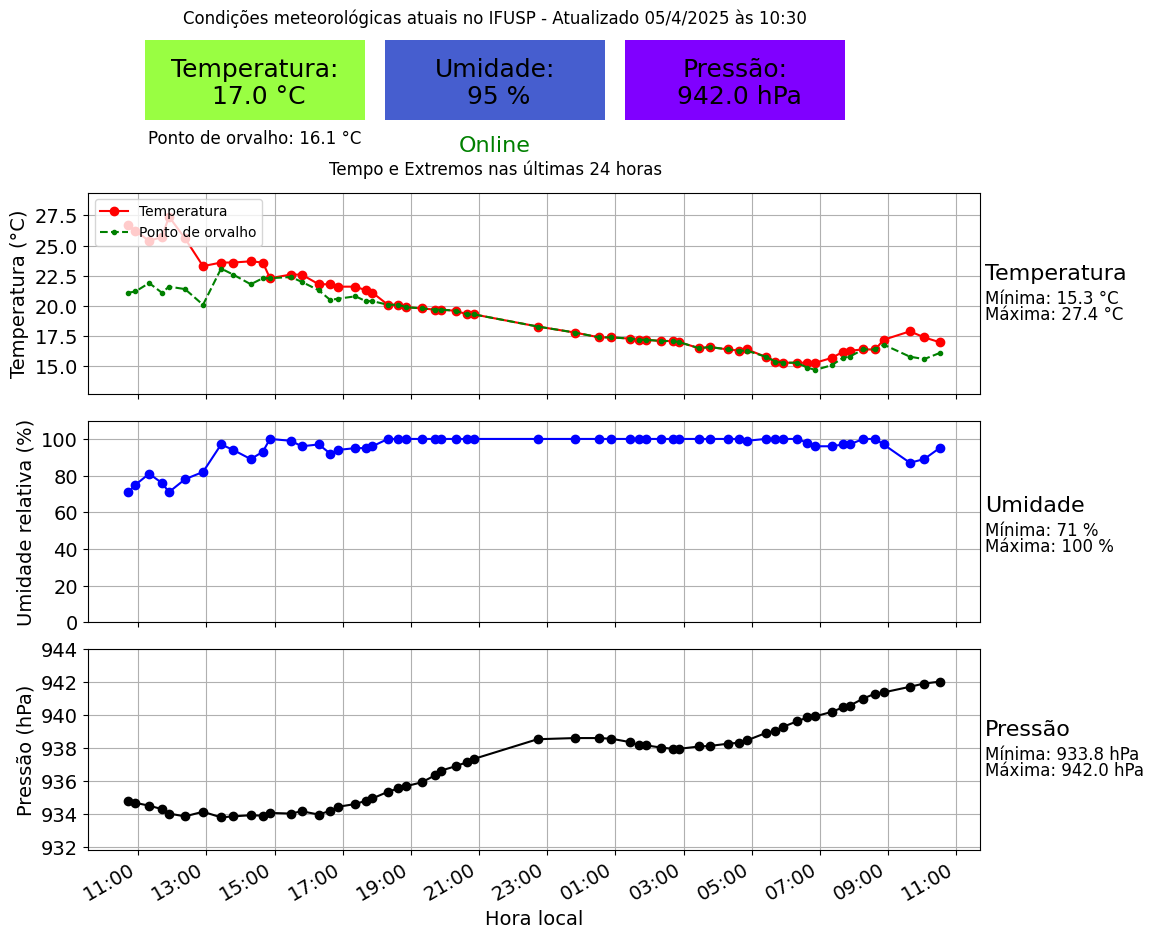 Condições meteorológicas atuais no IFUSP - Atualizado 05/4/2025 às 10:30
Temperatura:
17.0 °C
Umidade:
95 %
Pressão:
942.0 hPa
Ponto de orvalho: 16.1 °C
Online
Tempo e Extremos nas últimas 24 horas
Temperatura (°C)
27.5
25.0
22.5
20.0
17.5
15.0
Temperatura
Ponto de orvalho
Temperatura
Mínima: 15.3 °C
Máxima: 27.4 °C
Umidade relativa (%)
100
80
60
40
20
0
Umidade
Mínima: 71 %
Máxima: 100 %
Pressão (hPa)
944
942
940
938
936
934
932
Pressão
Mínima: 933.8 hPa
Máxima: 942.0 hPa
11:00 13:00 15:00 17:00 19:00 21:00 23:00 01:00 03:00 05:00 07:00 09:00 11:00
Hora local